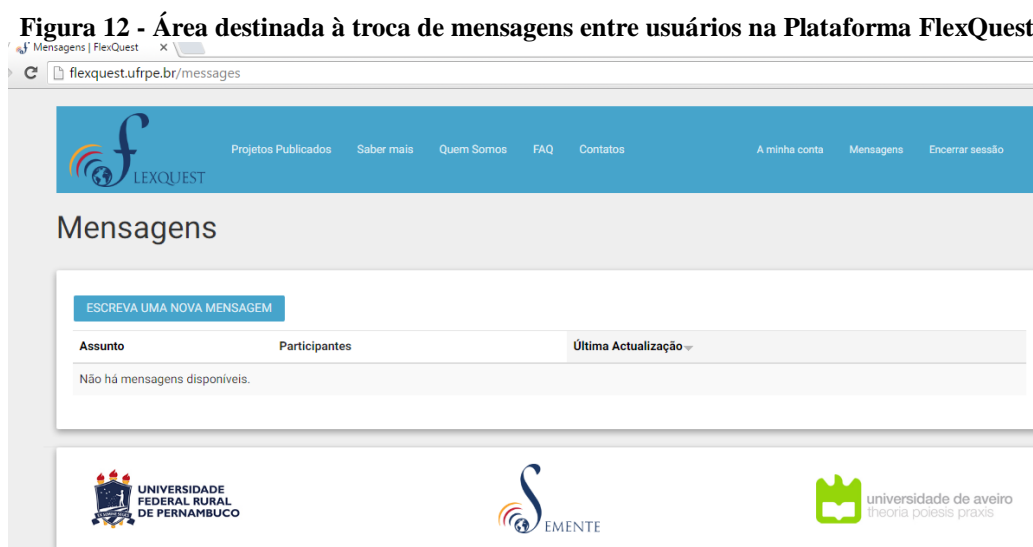 Figura 12 - Área destinada à troca de mensagens entre usuários na Plataforma FlexQuest
Mensagens | FlexQuest x
flexquest.ufrpe.br/messages
FLEXQUEST Projetos Publicados Saber mais Quem Somos FAQ Contatos A minha conta Mensagens Encerrar sessão
Mensagens
ESCREVA UMA NOVA MENSAGEM
Assunto Participantes Última Actualização
Não há mensagens disponíveis.
UNIVERSIDADE
FEDERAL RURAL
DE PERNAMBUCO
SEMENTE
universidade de aveiro
theoria poiesis praxis